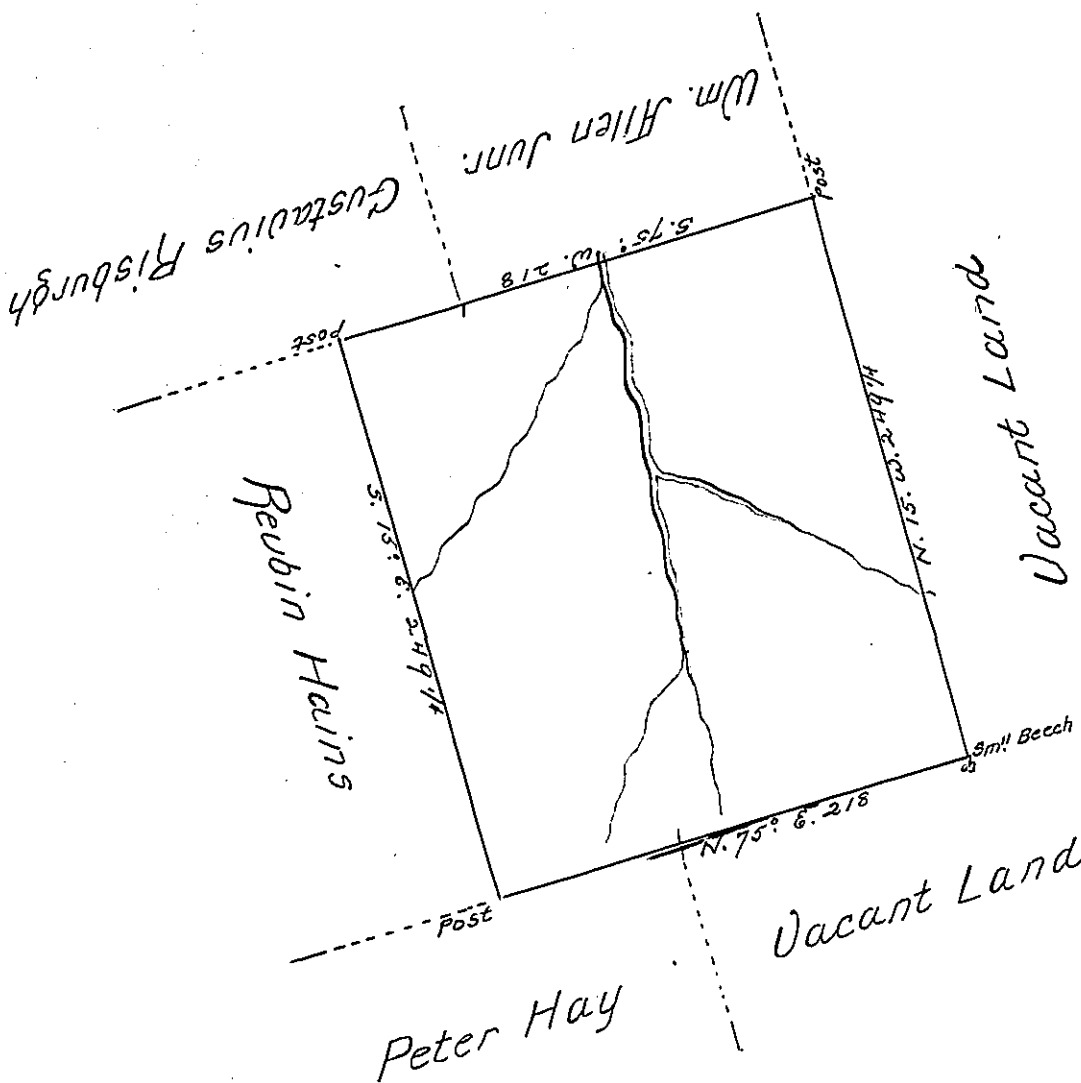 Wm. Allen Junr.
Gustavius Risburgh
Post
S. 75° W. 218
Post
Vacant Land
N. 15° W. 249 1/4
Reubin Hains
S. 15° E. 249 1/4
Sm'll Beech
N. 75° E. 218
Post
Vacant Land
Peter Hay